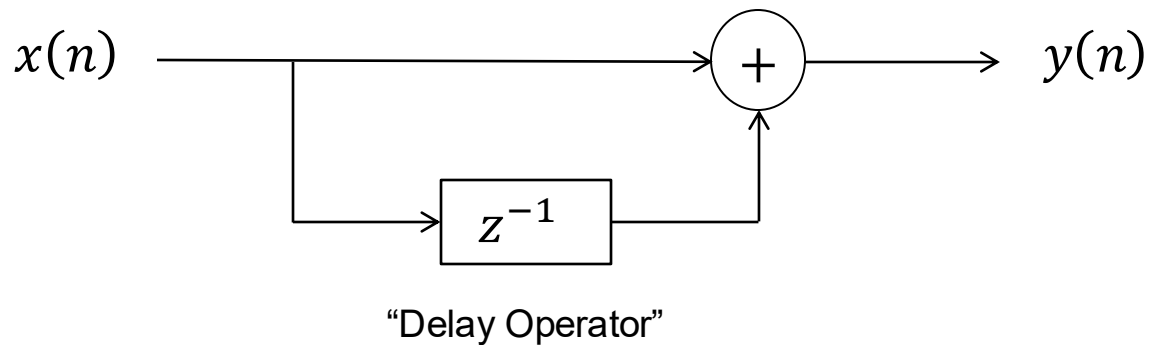 x(n) + y(n)
z⁻¹
“Delay Operator”